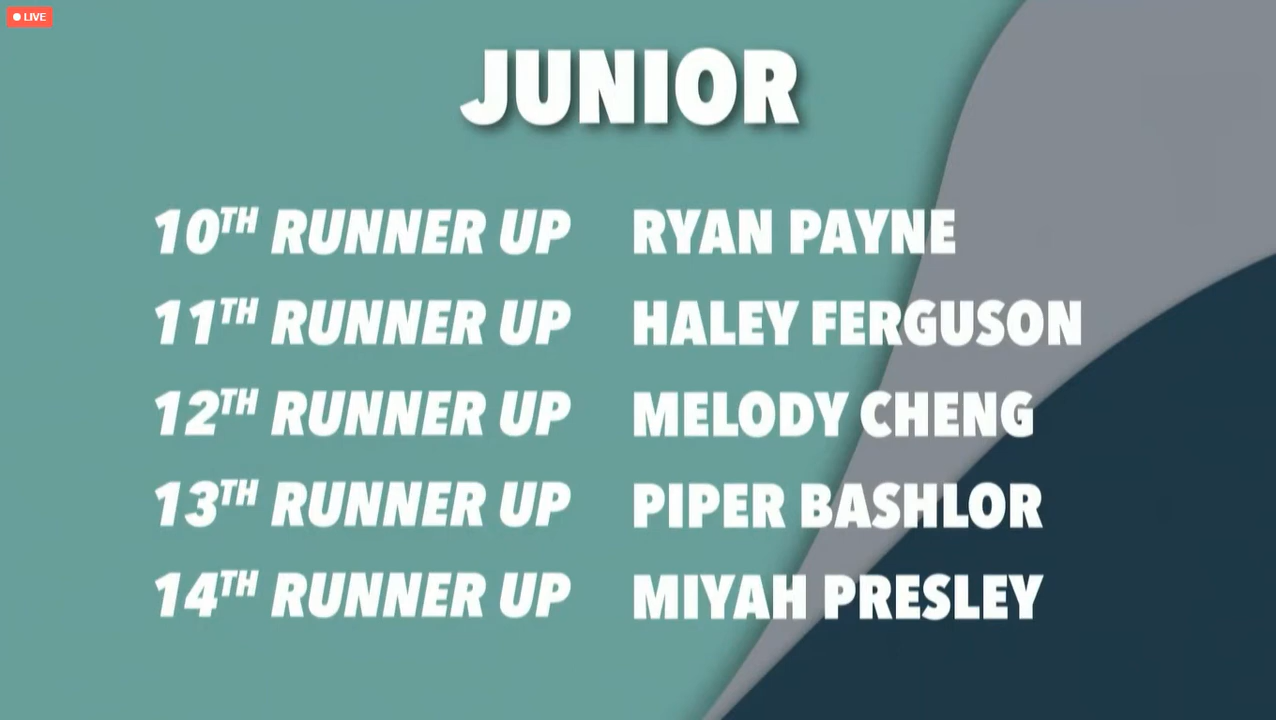 LIVE
JUNIOR
10TH RUNNER UP RYAN PAYNE
11TH RUNNER UP HALEY FERGUSON
12TH RUNNER UP MELODY CHENG
13TH RUNNER UP PIPER BASHLOR
14TH RUNNER UP MIYAH PRESLEY